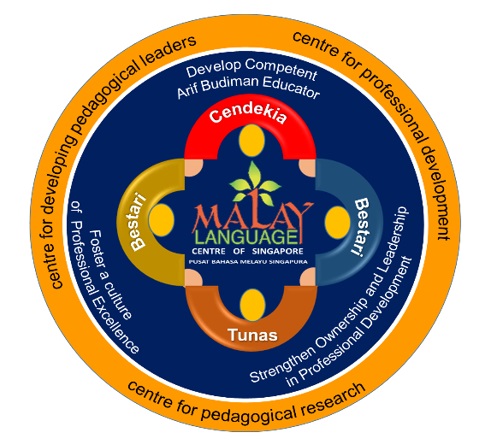 centre for developing pedagogical leaders
centre for professional development
Develop Competent
Arif Budiman Educator
Cendekia
Bestari
Bestari
MALAY
LANGUAGE
CENTRE OF SINGAPORE
PUSAT BAHASA MELAYU SINGAPURA
Tunas
Foster a culture
of Professional Excellence
Strengthen Ownership and Leadership
in Professional Development
centre for pedagogical research